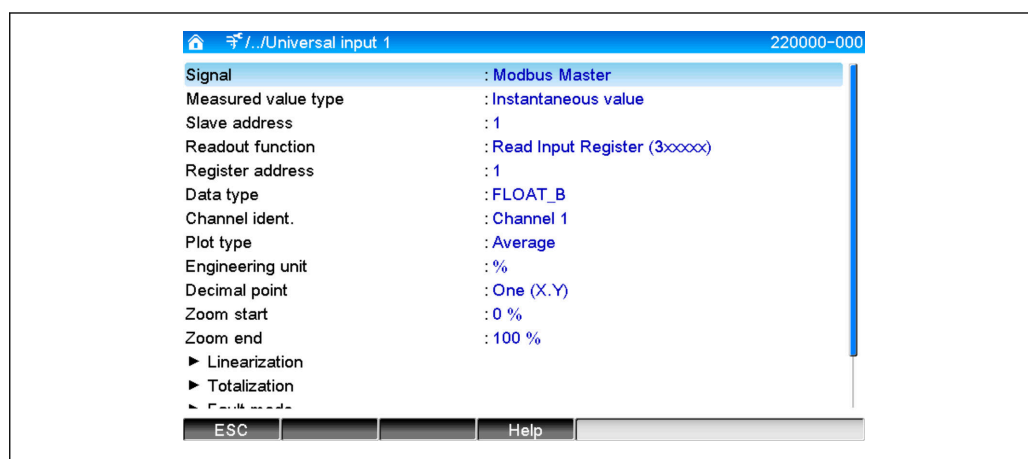 /../Universal input 1 220000-000
Signal : Modbus Master
Measured value type : Instantaneous value
Slave address : 1
Readout function : Read Input Register (3xxxxx)
Register address : 1
Data type : FLOAT_B
Channel ident. : Channel 1
Plot type : Average
Engineering unit : %
Decimal point : One (X.Y)
Zoom start : 0 %
Zoom end : 100 %
► Linearization
► Totalization
ESC Help